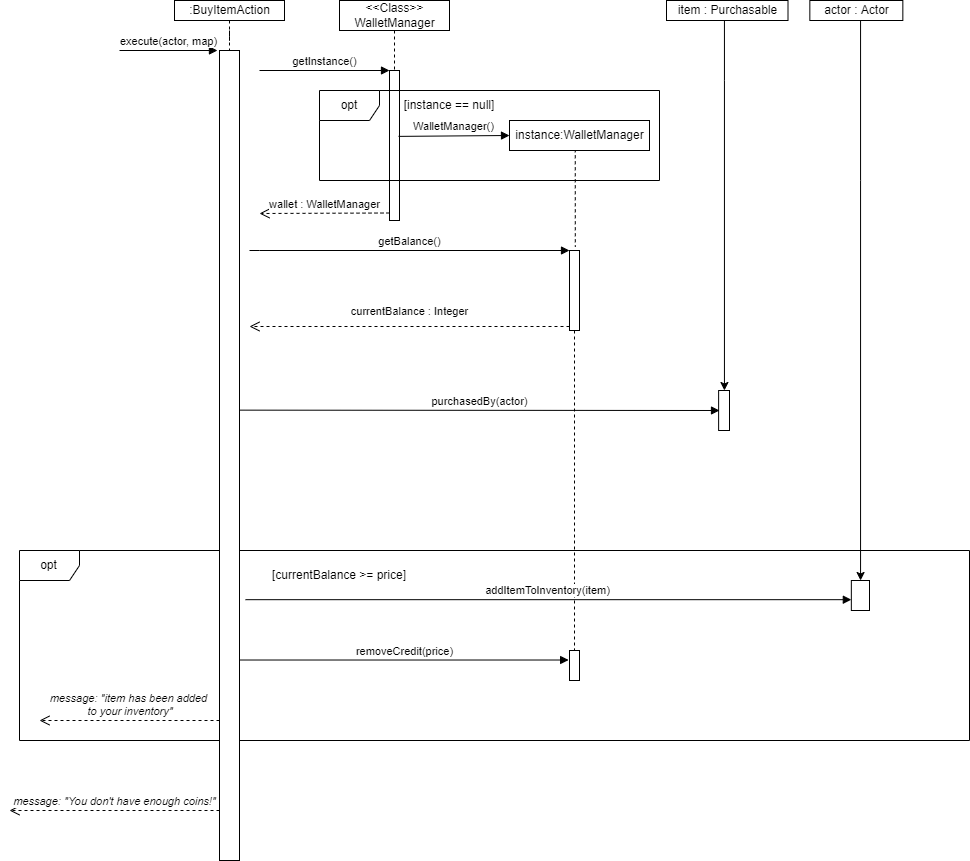 :BuyItemAction
<<Class>>
WalletManager
item : Purchasable
actor : Actor
execute(actor, map)
getInstance()
opt
[instance == null]
WalletManager()
instance:WalletManager
wallet : WalletManager
getBalance()
currentBalance : Integer
purchasedBy(actor)
opt
[currentBalance >= price]
addItemToInventory(item)
removeCredit(price)
message: "item has been added
to your inventory"
message: "You don't have enough coins!"